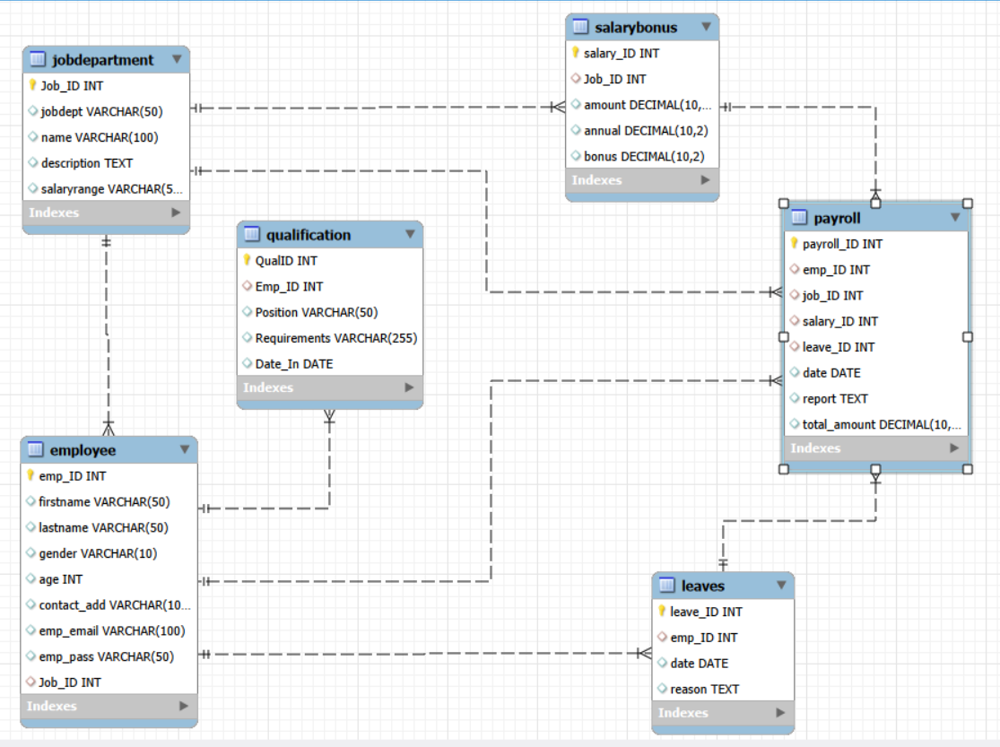 jobdepartment
Job_ID INT
jobdept VARCHAR(50)
name VARCHAR(100)
description TEXT
salaryrange VARCHAR(5...
Indexes
salarybonus
salary_ID INT
Job_ID INT
amount DECIMAL(10,...
annual DECIMAL(10,2)
bonus DECIMAL(10,2)
Indexes
qualification
QualID INT
Emp_ID INT
Position VARCHAR(50)
Requirements VARCHAR(255)
Date_In DATE
Indexes
payroll
payroll_ID INT
emp_ID INT
job_ID INT
salary_ID INT
leave_ID INT
date DATE
report TEXT
total_amount DECIMAL(10,...
Indexes
employee
emp_ID INT
firstname VARCHAR(50)
lastname VARCHAR(50)
gender VARCHAR(10)
age INT
contact_add VARCHAR(10...
emp_email VARCHAR(100)
emp_pass VARCHAR(50)
Job_ID INT
Indexes
leaves
leave_ID INT
emp_ID INT
date DATE
reason TEXT
Indexes